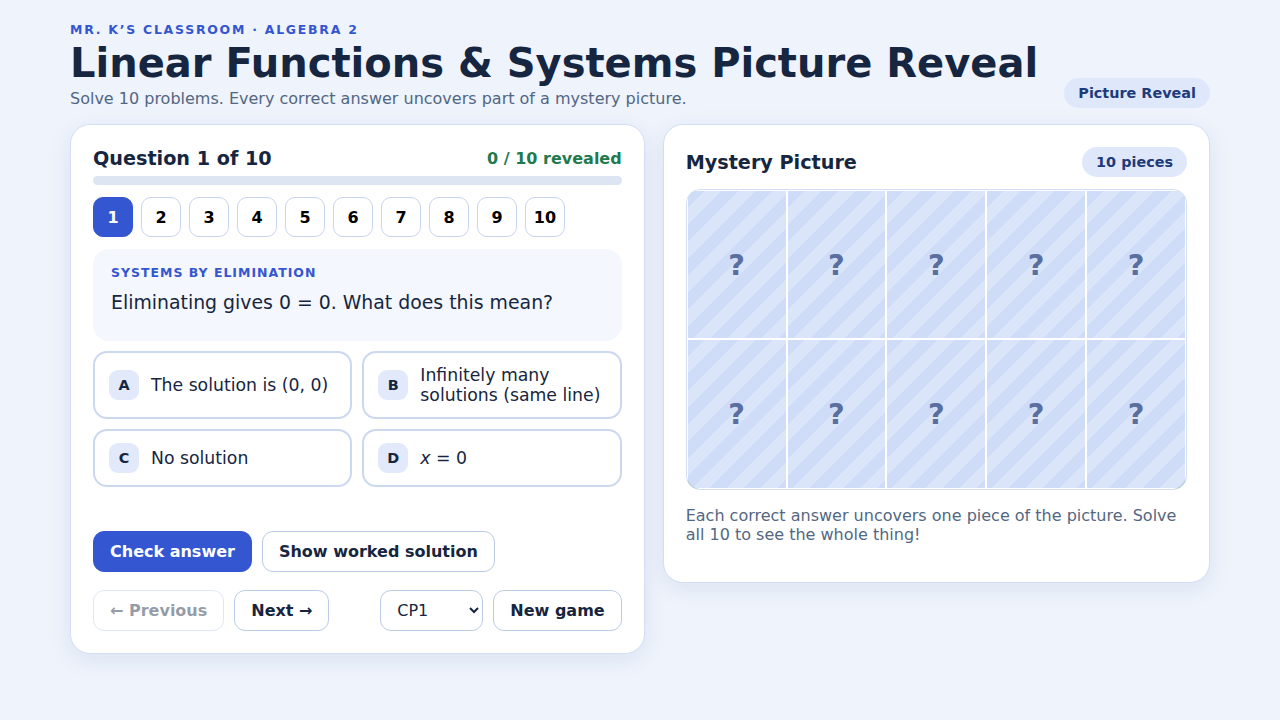 MR. K’S CLASSROOM · ALGEBRA 2
Linear Functions & Systems Picture Reveal
Solve 10 problems. Every correct answer uncovers part of a mystery picture.
Picture Reveal
Question 1 of 10
0 / 10 revealed
1 2 3 4 5 6 7 8 9 10
SYSTEMS BY ELIMINATION
Eliminating gives 0 = 0. What does this mean?
A The solution is (0, 0)
B Infinitely many
solutions (same line)
C No solution
D x = 0
Check answer
Show worked solution
← Previous
Next →
CP1
New game
Mystery Picture
10 pieces
? ? ? ? ?
? ? ? ? ?
Each correct answer uncovers one piece of the picture. Solve
all 10 to see the whole thing!